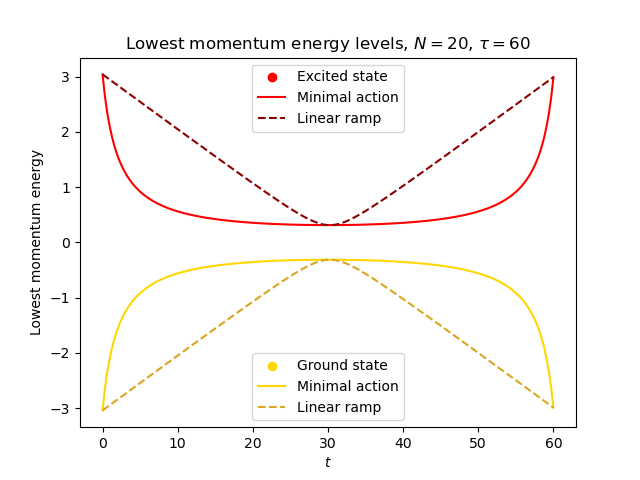 Lowest momentum energy levels, N = 20, τ = 60
Excited state
Minimal action
Linear ramp
3
2
1
0
−1
−2
−3
Lowest momentum energy
Ground state
Minimal action
Linear ramp
0
10
20
30
40
50
60
t